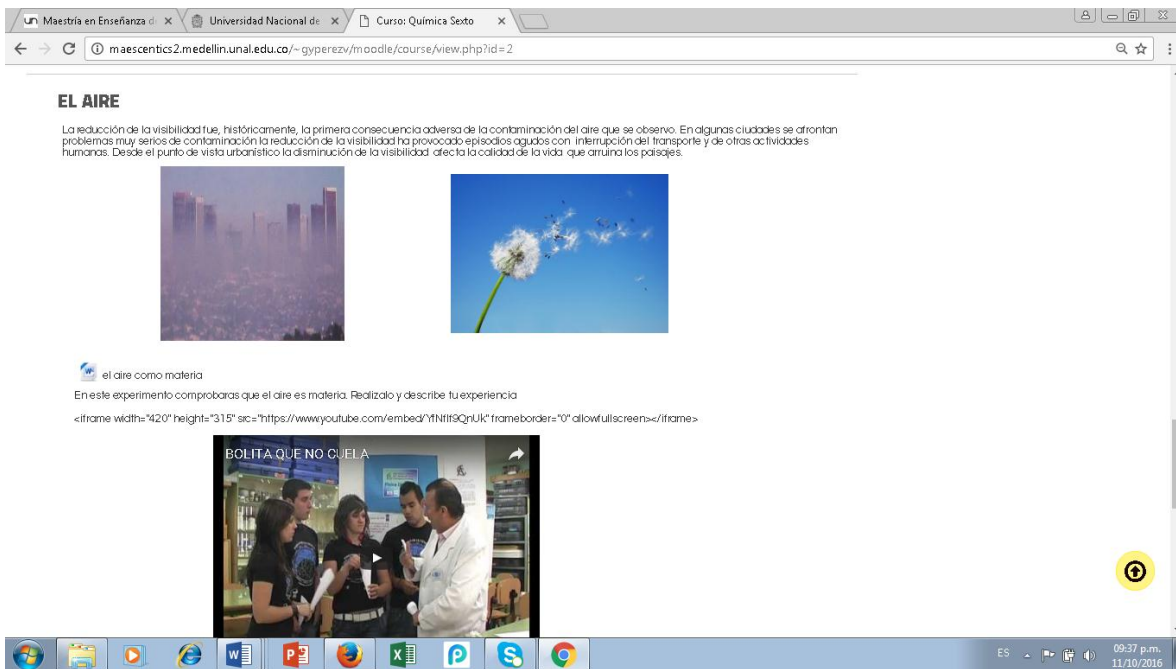 Maestría en Enseñanza d
Universidad Nacional de
Curso: Química Sexto
maescentics2.medellin.unal.edu.co/~gyperezv/moodle/course/view.php?id=2
EL AIRE
La reducción de la visibilidad fue, históricamente, la primera consecuencia adversa de la contaminación del aire que se observo. En algunas ciudades se afrontan
problemas muy serios de contaminación la reducción de la visibilidad ha provocado episodios agudos con interrupción del transporte y de otras actividades
humanas. Desde el punto de vista urbanístico la disminución de la visibilidad afecta la calidad de la vida que arruina los paisajes.
el aire como materia
En este experimento comprobaras que el aire es materia. Realizalo y describe tu experiencia
<iframe width="420" height="315" src="https://www.youtube.com/embed/YfNfIf9QnUk" frameborder="0" allowfullscreen></iframe>
BOLITA QUE NO CUELA
ES
09:37 p.m.
11/10/2016